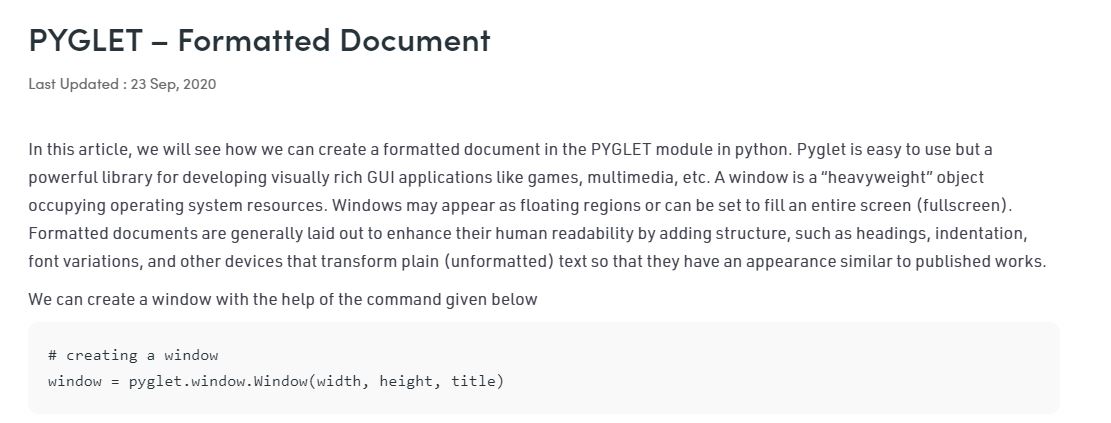 PYGLET – Formatted Document
Last Updated : 23 Sep, 2020
In this article, we will see how we can create a formatted document in the PYGLET module in python. Pyglet is easy to use but a
powerful library for developing visually rich GUI applications like games, multimedia, etc. A window is a “heavyweight” object
occupying operating system resources. Windows may appear as floating regions or can be set to fill an entire screen (fullscreen).
Formatted documents are generally laid out to enhance their human readability by adding structure, such as headings, indentation,
font variations, and other devices that transform plain (unformatted) text so that they have an appearance similar to published works.
We can create a window with the help of the command given below
# creating a window
window = pyglet.window.Window(width, height, title)